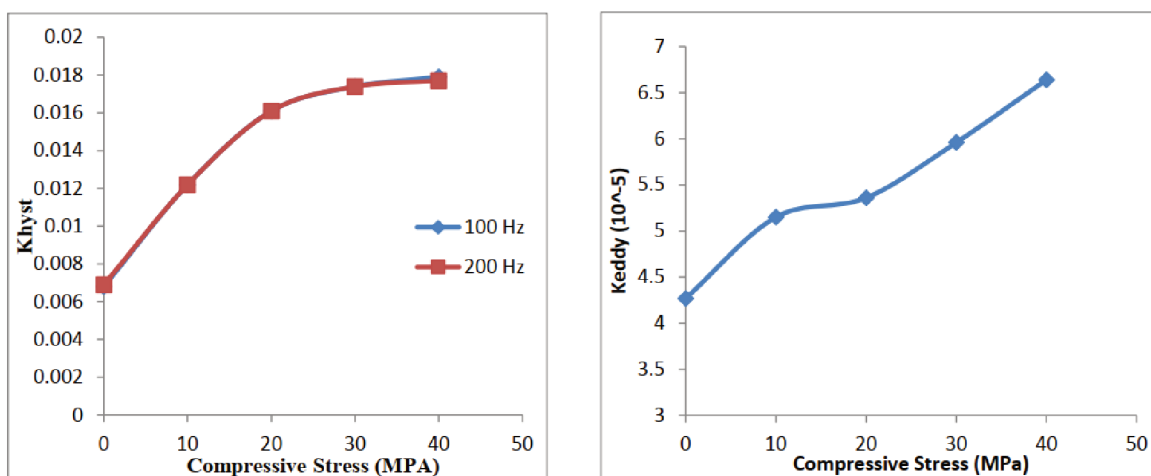 0.02
0.018
0.016
0.014
0.012
0.01
0.008
0.006
0.004
0.002
0
Khyst
100 Hz
200 Hz
0 10 20 30 40 50
Compressive Stress (MPA)
7
6.5
6
5.5
5
4.5
4
3.5
3
Keddy (10^-5)
0 10 20 30 40 50
Compressive Stress (MPa)